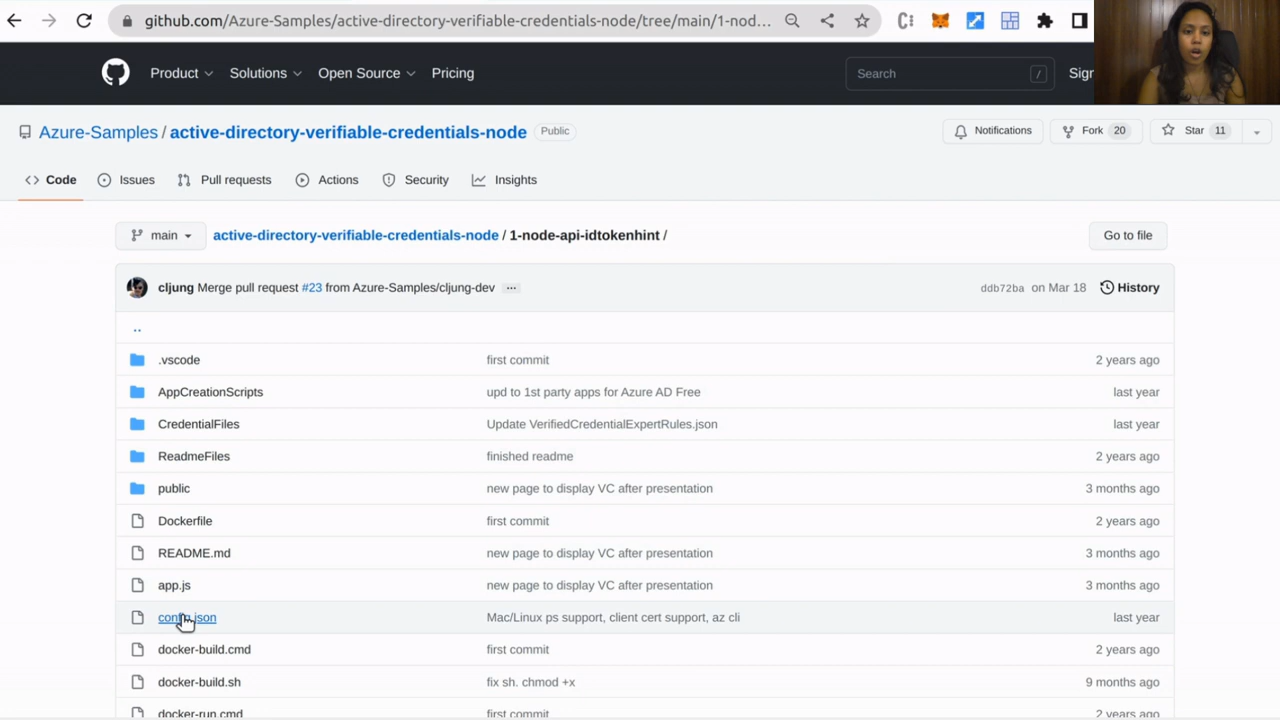 github.com/Azure-Samples/active-directory-verifiable-credentials-node/tree/main/1-nod...
Product Solutions Open Source Pricing Search / Sign
Azure-Samples / active-directory-verifiable-credentials-node Public Notifications Fork 20 Star 11
Code Issues Pull requests Actions Security Insights
main active-directory-verifiable-credentials-node / 1-node-api-idtokenhint / Go to file
cljung Merge pull request #23 from Azure-Samples/cljung-dev ... ddb72ba on Mar 18 History
..
.vscode first commit 2 years ago
AppCreationScripts upd to 1st party apps for Azure AD Free last year
CredentialFiles Update VerifiedCredentialExpertRules.json last year
ReadmeFiles finished readme 2 years ago
public new page to display VC after presentation 3 months ago
Dockerfile first commit 2 years ago
README.md new page to display VC after presentation 3 months ago
app.js new page to display VC after presentation 3 months ago
config.json Mac/Linux ps support, client cert support, az cli last year
docker-build.cmd first commit 2 years ago
docker-build.sh fix sh. chmod +x 9 months ago
docker-run.cmd first commit 2 years ago